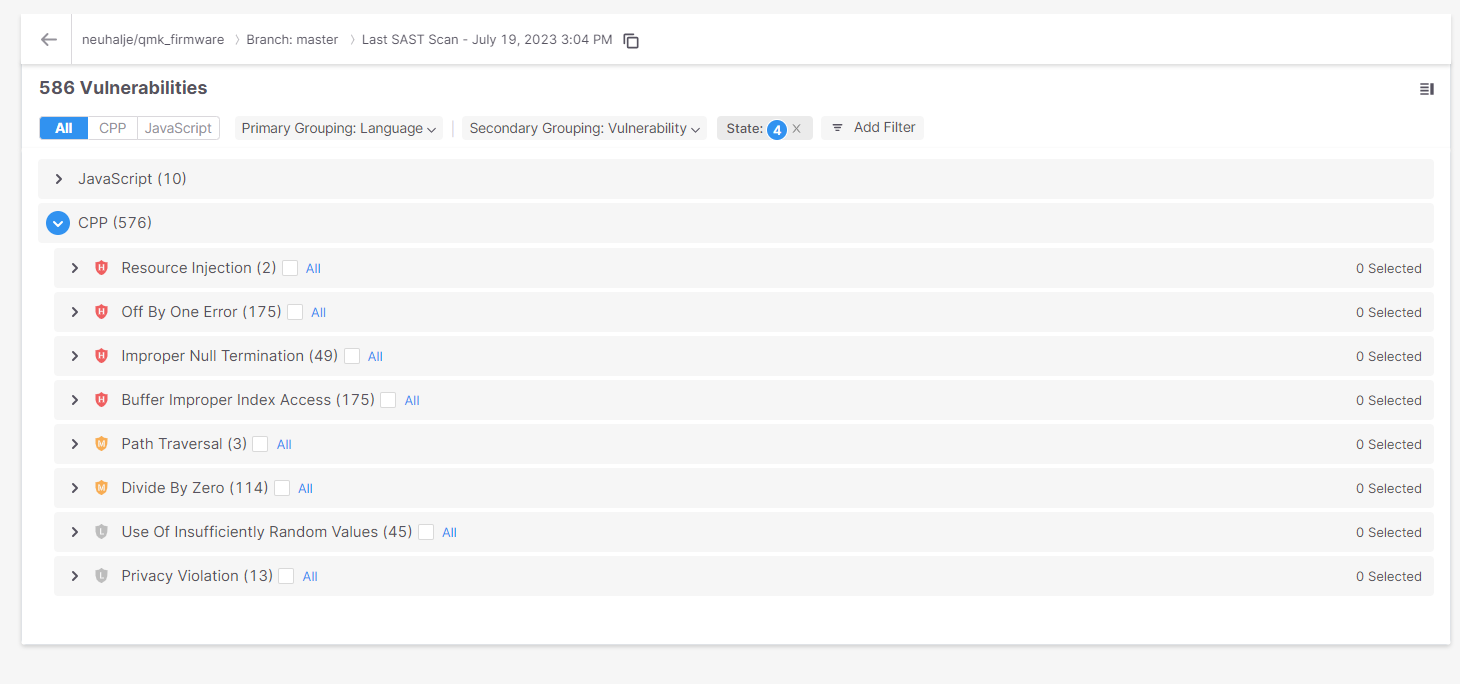 neuhalje/qmk_firmware 〉 Branch: master 〉 Last SAST Scan - July 19, 2023 3:04 PM
586 Vulnerabilities
All CPP JavaScript Primary Grouping: Language | Secondary Grouping: Vulnerability State: 4 X Add Filter
JavaScript (10)
CPP (576)
H Resource Injection (2) All 0 Selected
H Off By One Error (175) All 0 Selected
H Improper Null Termination (49) All 0 Selected
H Buffer Improper Index Access (175) All 0 Selected
M Path Traversal (3) All 0 Selected
M Divide By Zero (114) All 0 Selected
L Use Of Insufficiently Random Values (45) All 0 Selected
L Privacy Violation (13) All 0 Selected